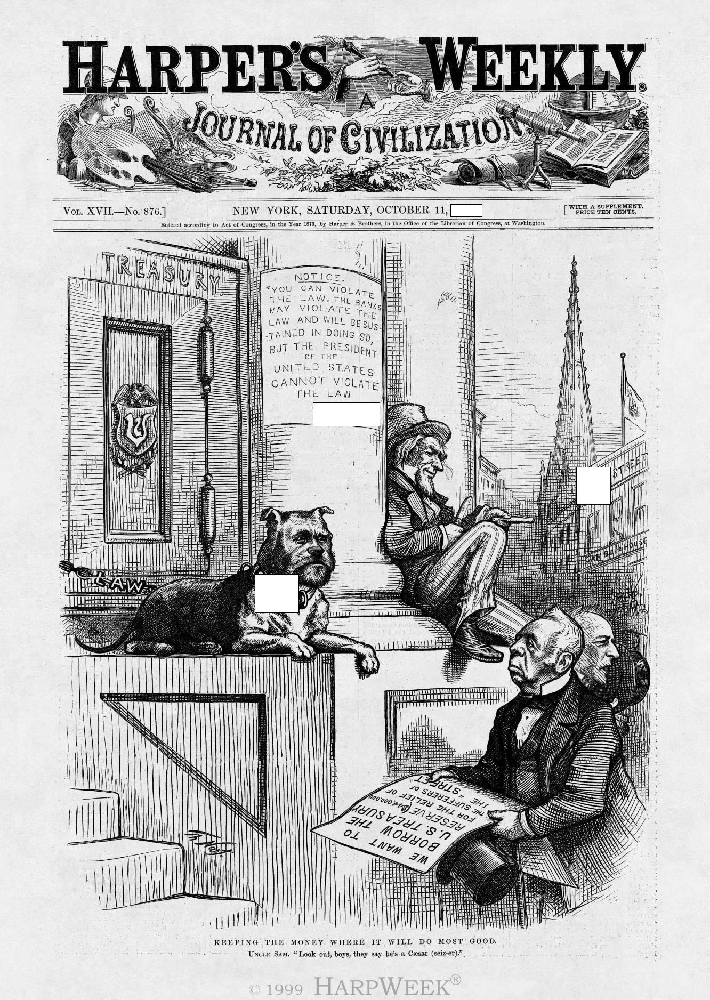 HARPER'S WEEKLY.
A
JOURNAL OF CIVILIZATION
VOL. XVII.—No. 876.]
NEW YORK, SATURDAY, OCTOBER 11,
[WITH A SUPPLEMENT.
PRICE TEN CENTS.
Entered according to Act of Congress, in the Year 1873, by Harper & Brothers, in the Office of the Librarian of Congress, at Washington.
TREASURY.
NOTICE.
"YOU CAN VIOLATE
THE LAW. THE BANKS
MAY VIOLATE THE
LAW AND WILL BE SUS-
-TAINED IN DOING SO,
BUT THE PRESIDENT
OF THE
UNITED STATES
CANNOT VIOLATE
THE LAW
US
$
STREET
GAMBLING HOUSE
LAW
WE WANT TO
BORROW THE
U.S. TREASURY
RESERVE ($44,000,000
FOR THE RELIEF OF
THE SUFFERERS OF
THE "STREET"
Th Nast
KEEPING THE MONEY WHERE IT WILL DO MOST GOOD.
UNCLE SAM. "Look out, boys, they say he's a Cæsar (seiz-er)."
© 1999 HARPWEEK®